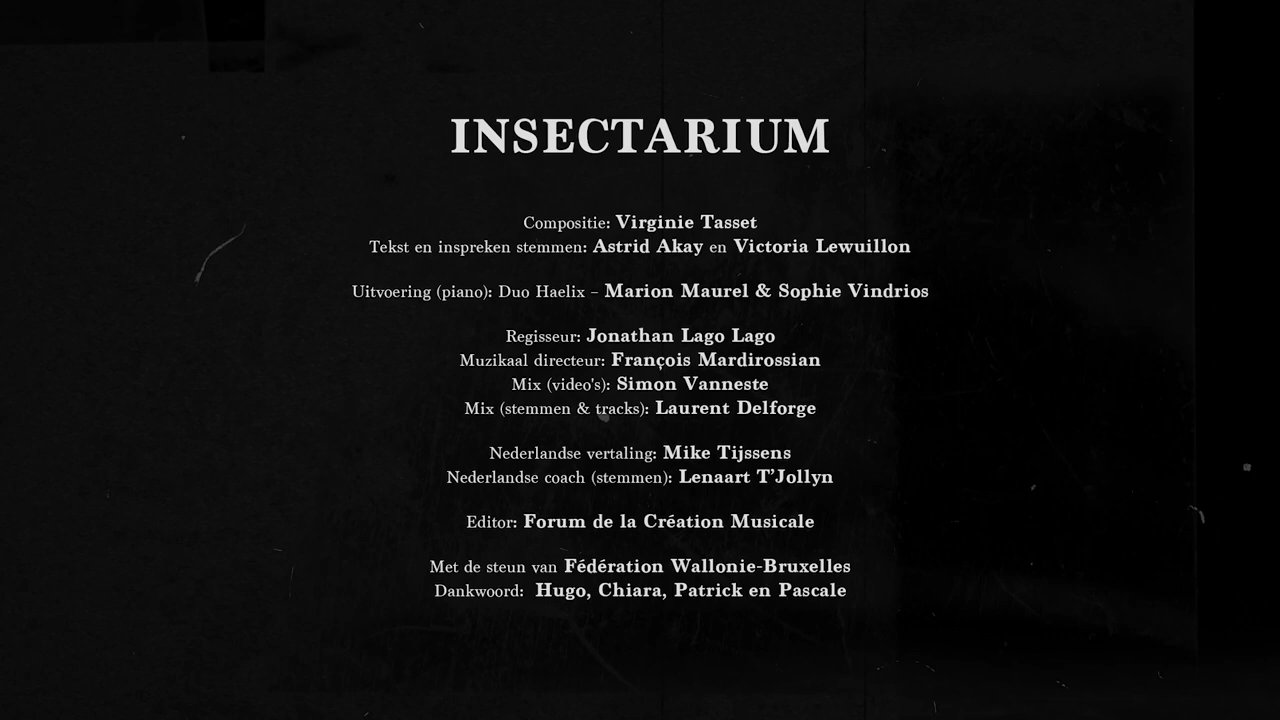 INSECTARIUM
Compositie: Virginie Tasset
Tekst en inspreken stemmen: Astrid Akay en Victoria Lewuillon
Uitvoering (piano): Duo Haelix – Marion Maurel & Sophie Vindrios
Regisseur: Jonathan Lago Lago
Muzikaal directeur: François Mardirossian
Mix (video's): Simon Vanneste
Mix (stemmen & tracks): Laurent Delforge
Nederlandse vertaling: Mike Tijssens
Nederlandse coach (stemmen): Lenaart T’Jollyn
Editor: Forum de la Création Musicale
Met de steun van Fédération Wallonie-Bruxelles
Dankwoord: Hugo, Chiara, Patrick en Pascale